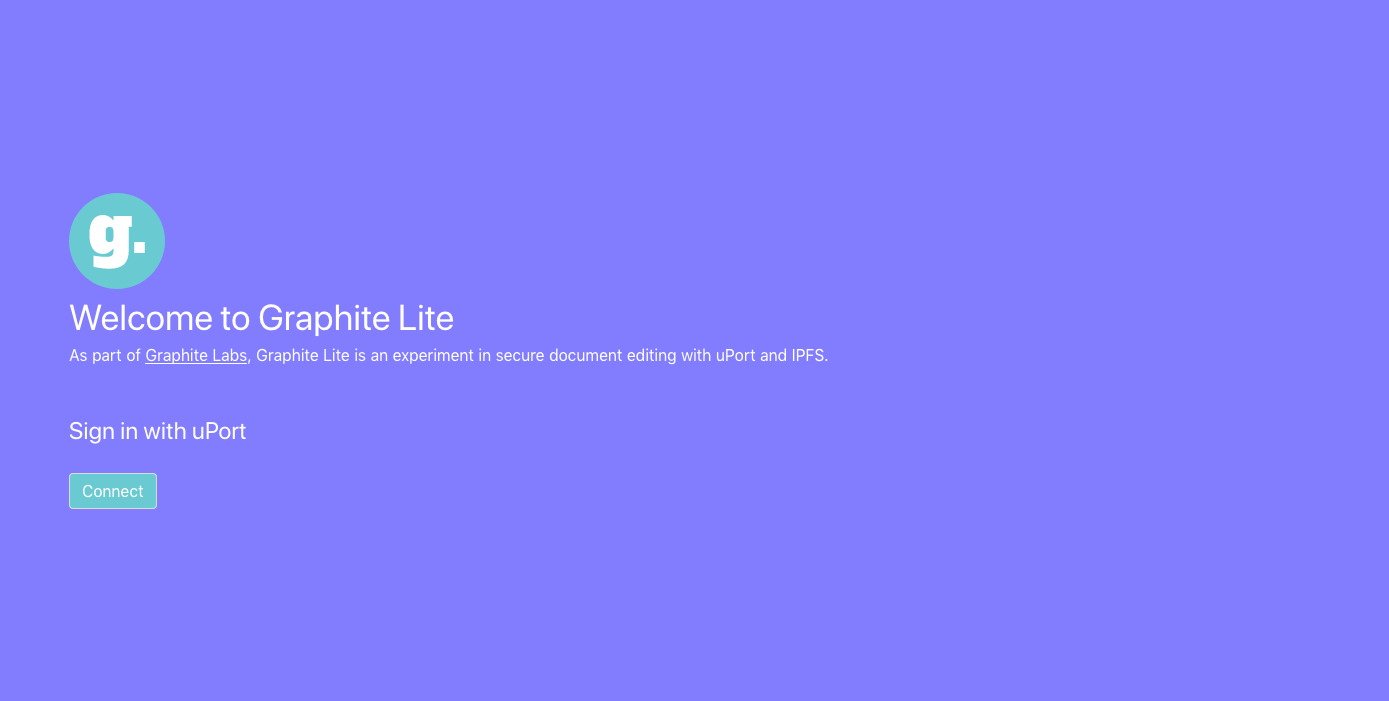 g.
Welcome to Graphite Lite
As part of Graphite Labs, Graphite Lite is an experiment in secure document editing with uPort and IPFS.
Sign in with uPort
Connect